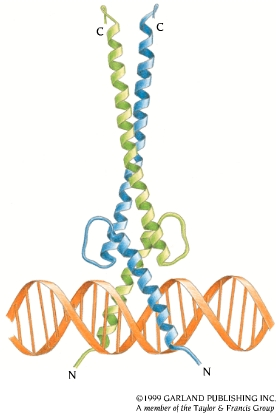 C
C
N
N
©1999 GARLAND PUBLISHING INC.
A member of the Taylor & Francis Group